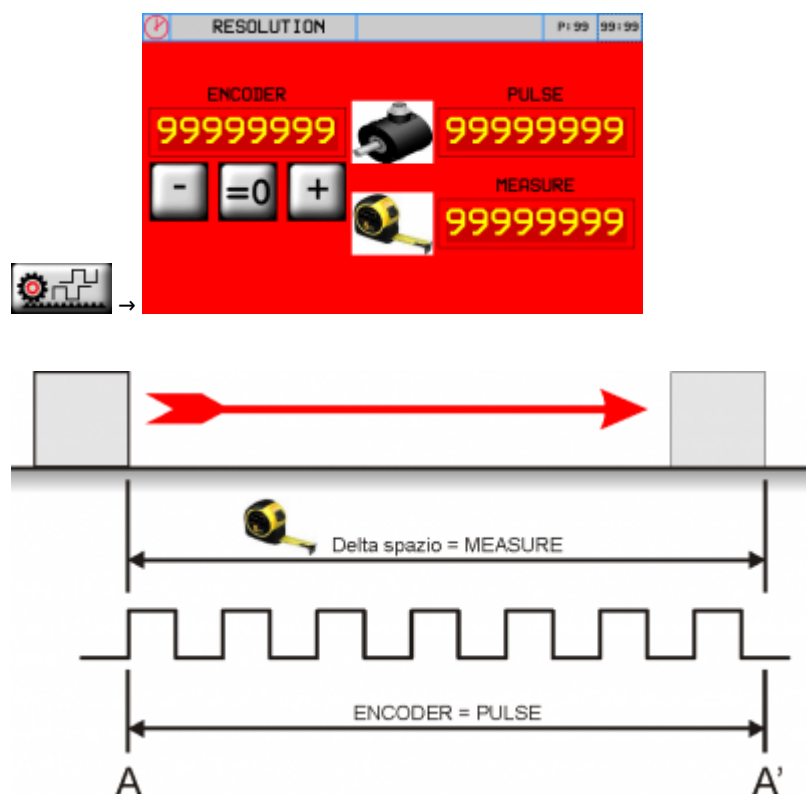 RESOLUTION P:99 99:99
ENCODER PULSE
99999999 99999999
- =0 + MEASURE
99999999
→
Delta spazio = MEASURE
ENCODER = PULSE
A A'